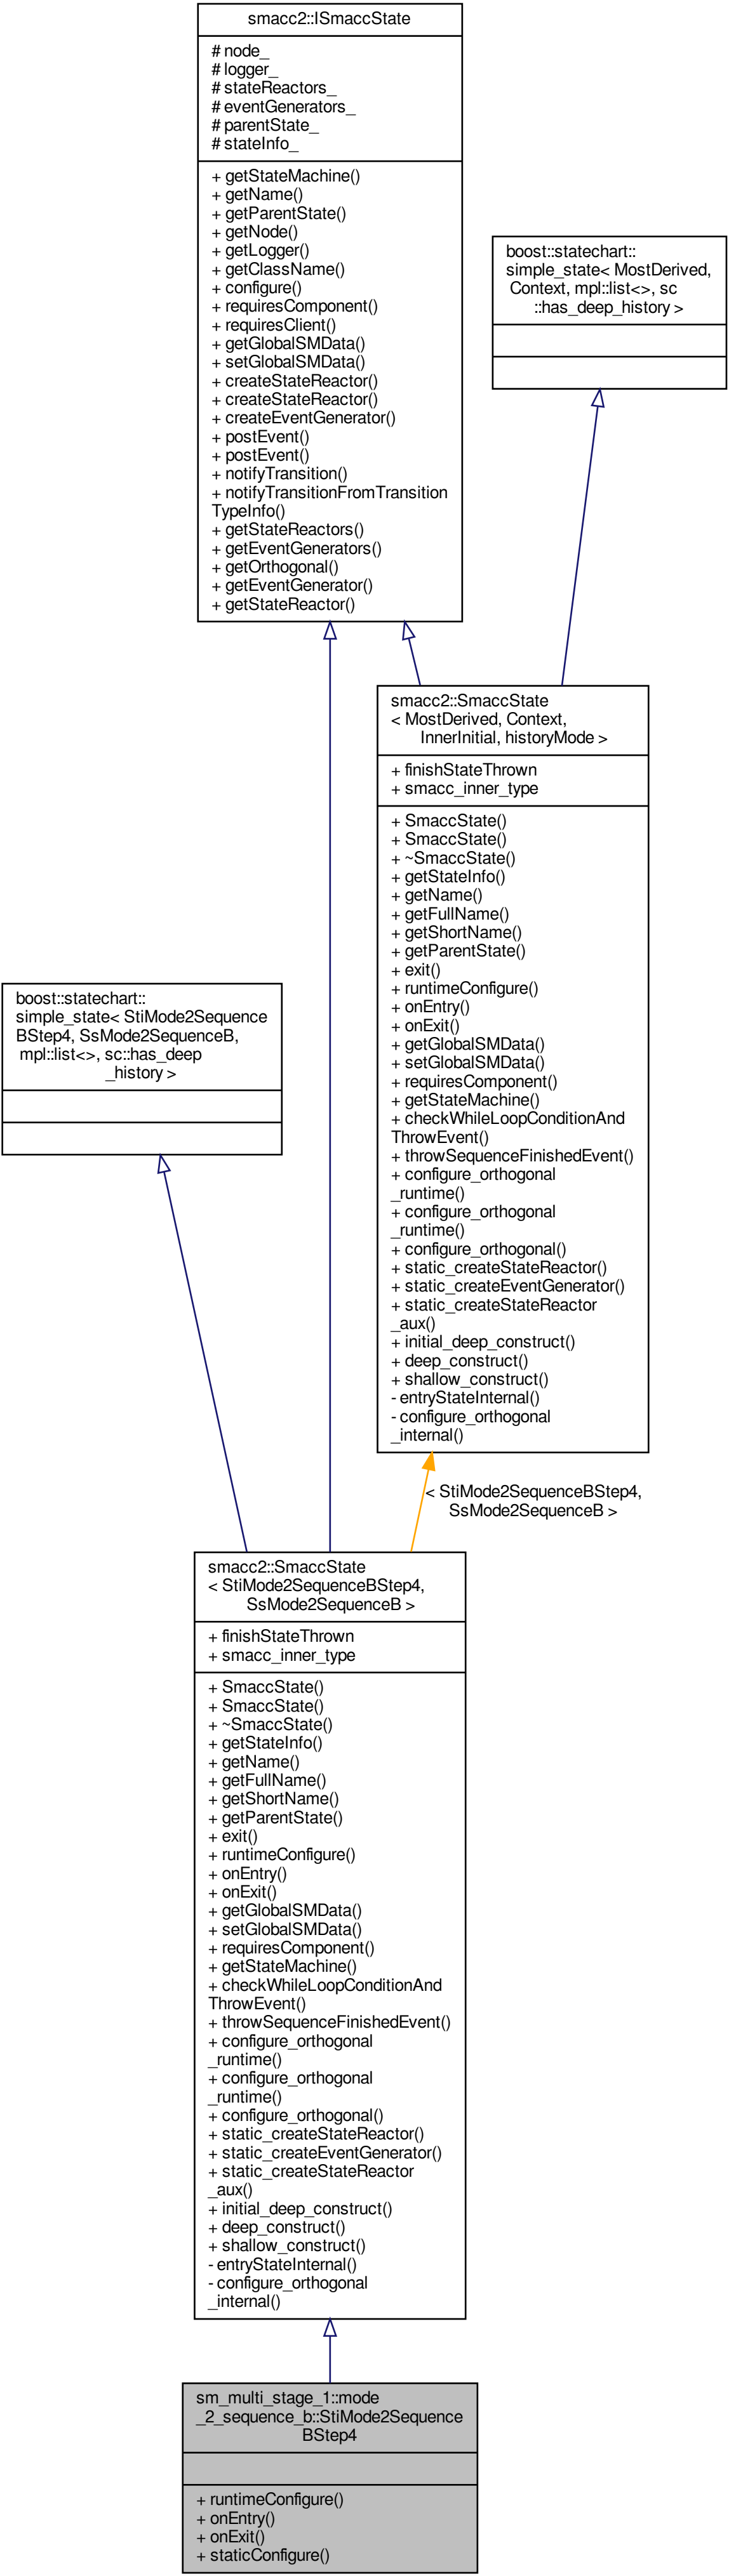 smacc2::ISmaccState
# node_
# logger_
# stateReactors_
# eventGenerators_
# parentState_
# stateInfo_
+ getStateMachine()
+ getName()
+ getParentState()
+ getNode()
+ getLogger()
+ getClassName()
+ configure()
+ requiresComponent()
+ requiresClient()
+ getGlobalSMData()
+ setGlobalSMData()
+ createStateReactor()
+ createStateReactor()
+ createEventGenerator()
+ postEvent()
+ postEvent()
+ notifyTransition()
+ notifyTransitionFromTransition
TypeInfo()
+ getStateReactors()
+ getEventGenerators()
+ getOrthogonal()
+ getEventGenerator()
+ getStateReactor()
boost::statechart::
simple_state< MostDerived,
Context, mpl::list<>, sc
::has_deep_history >
smacc2::SmaccState
< MostDerived, Context,
InnerInitial, historyMode >
+ finishStateThrown
+ smacc_inner_type
+ SmaccState()
+ SmaccState()
+ ~SmaccState()
+ getStateInfo()
+ getName()
+ getFullName()
+ getShortName()
+ getParentState()
+ exit()
+ runtimeConfigure()
+ onEntry()
+ onExit()
+ getGlobalSMData()
+ setGlobalSMData()
+ requiresComponent()
+ getStateMachine()
+ checkWhileLoopConditionAnd
ThrowEvent()
+ throwSequenceFinishedEvent()
+ configure_orthogonal
_runtime()
+ configure_orthogonal
_runtime()
+ configure_orthogonal()
+ static_createStateReactor()
+ static_createEventGenerator()
+ static_createStateReactor
_aux()
+ initial_deep_construct()
+ deep_construct()
+ shallow_construct()
- entryStateInternal()
- configure_orthogonal
_internal()
boost::statechart::
simple_state< StiMode2Sequence
BStep4, SsMode2SequenceB,
mpl::list<>, sc::has_deep
_history >
< StiMode2SequenceBStep4,
SsMode2SequenceB >
smacc2::SmaccState
< StiMode2SequenceBStep4,
SsMode2SequenceB >
+ finishStateThrown
+ smacc_inner_type
+ SmaccState()
+ SmaccState()
+ ~SmaccState()
+ getStateInfo()
+ getName()
+ getFullName()
+ getShortName()
+ getParentState()
+ exit()
+ runtimeConfigure()
+ onEntry()
+ onExit()
+ getGlobalSMData()
+ setGlobalSMData()
+ requiresComponent()
+ getStateMachine()
+ checkWhileLoopConditionAnd
ThrowEvent()
+ throwSequenceFinishedEvent()
+ configure_orthogonal
_runtime()
+ configure_orthogonal
_runtime()
+ configure_orthogonal()
+ static_createStateReactor()
+ static_createEventGenerator()
+ static_createStateReactor
_aux()
+ initial_deep_construct()
+ deep_construct()
+ shallow_construct()
- entryStateInternal()
- configure_orthogonal
_internal()
sm_multi_stage_1::mode
_2_sequence_b::StiMode2Sequence
BStep4
+ runtimeConfigure()
+ onEntry()
+ onExit()
+ staticConfigure()